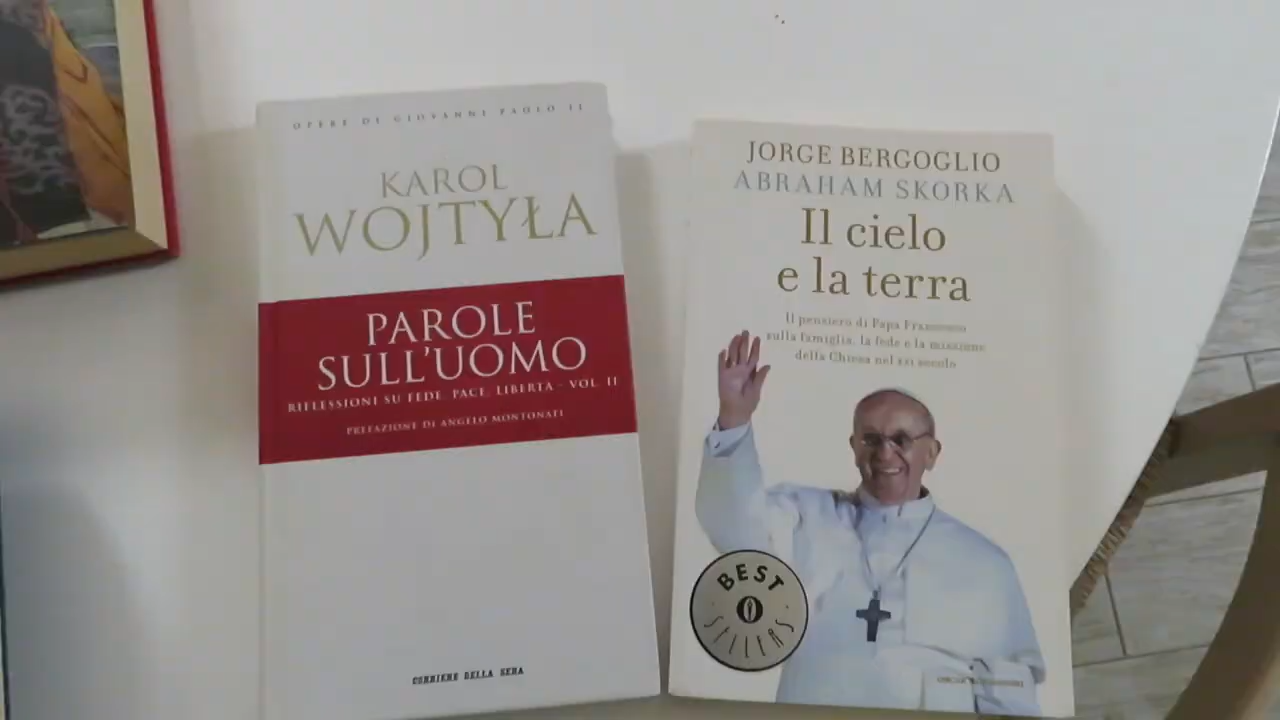 OPERE DI GIOVANNI PAOLO II
KAROL
WOJTYŁA
PAROLE
SULL'UOMO
RIFLESSIONI SU FEDE, PACE, LIBERTÀ - VOL. II
PREFAZIONE DI ANGELO MONTONATI
CORRIERE DELLA SERA
JORGE BERGOGLIO
ABRAHAM SKORKA
Il cielo
e la terra
Il pensiero di Papa Francesco
sulla famiglia, la fede e la missione
della Chiesa nel XXI secolo
BEST
SELLERS
OSCAR MONDADORI